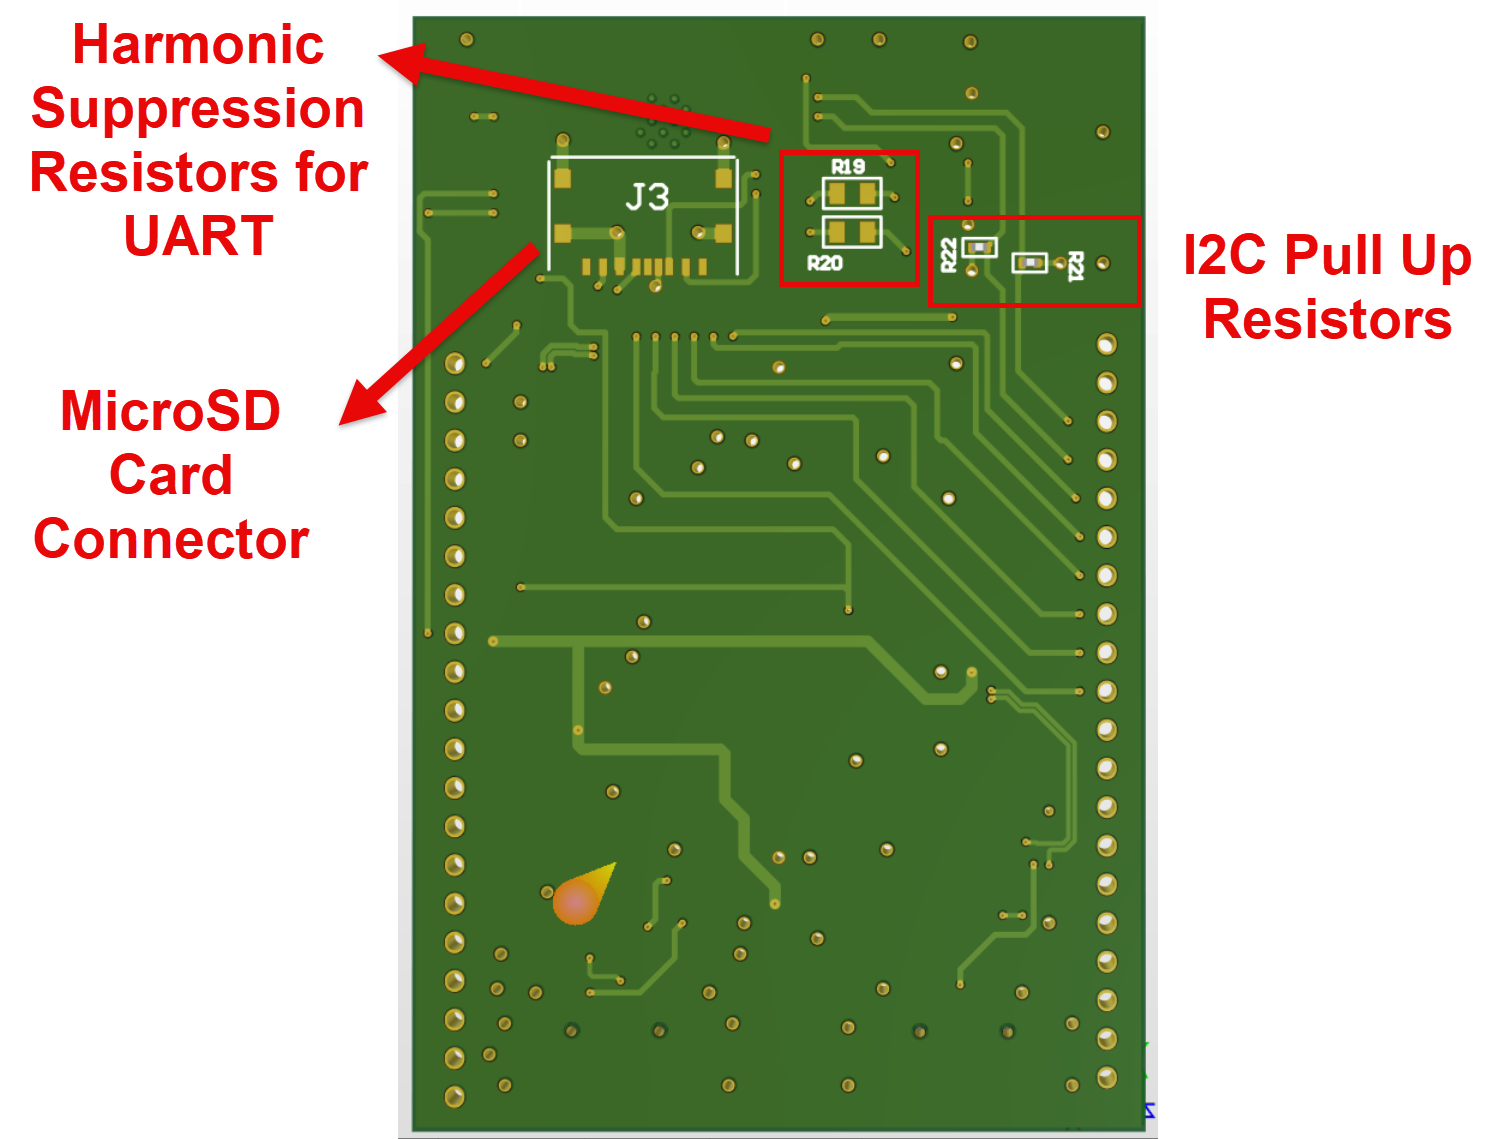 Harmonic
Suppression
Resistors for
UART
J3
R19
R20
R22
R21
I2C Pull Up
Resistors
MicroSD
Card
Connector
Z